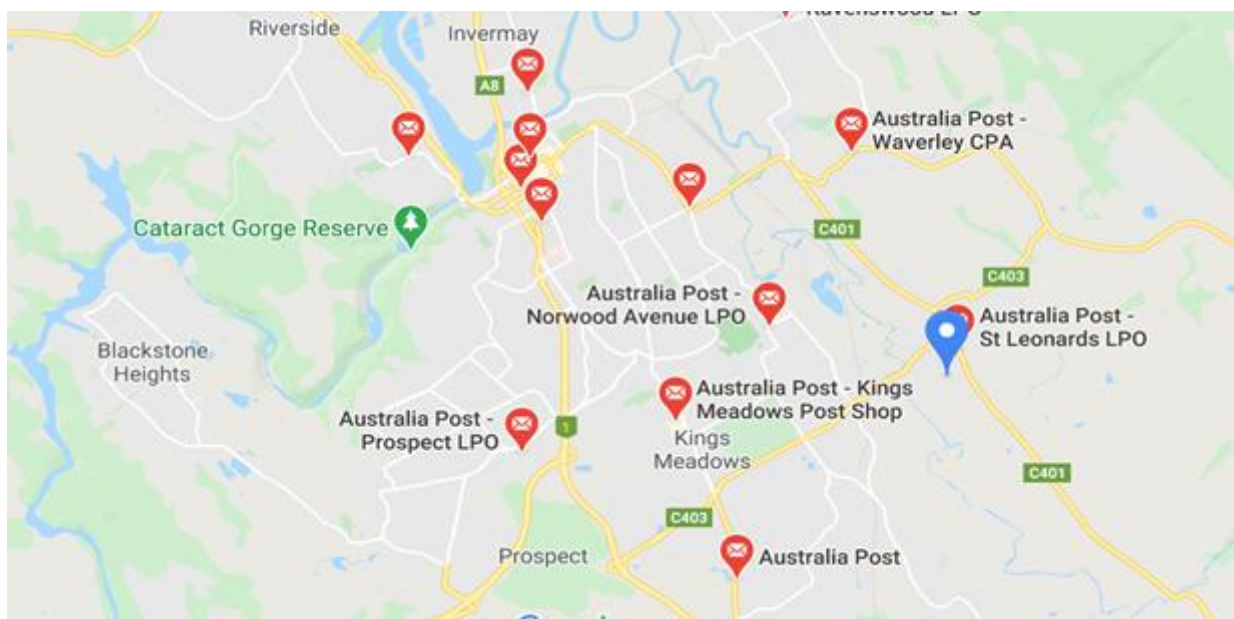 Ravenswood LPO
Riverside
Invermay
A8
Australia Post -
Waverley CPA
Cataract Gorge Reserve
C401
C403
Australia Post -
Norwood Avenue LPO
Australia Post -
St Leonards LPO
Blackstone
Heights
Australia Post - Kings
Meadows Post Shop
Australia Post -
Prospect LPO
1
Kings
Meadows
C401
C403
Prospect
Australia Post